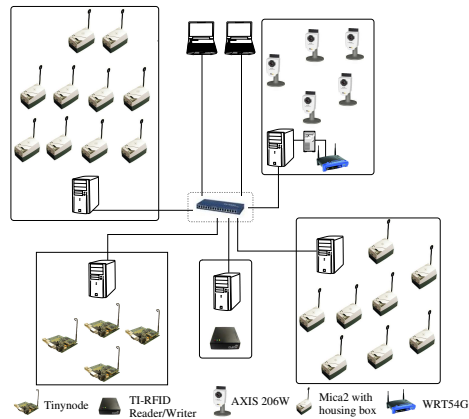 Tinynode
TI-RFID
Reader/Writer
AXIS 206W
Mica2 with
housing box
WRT54G